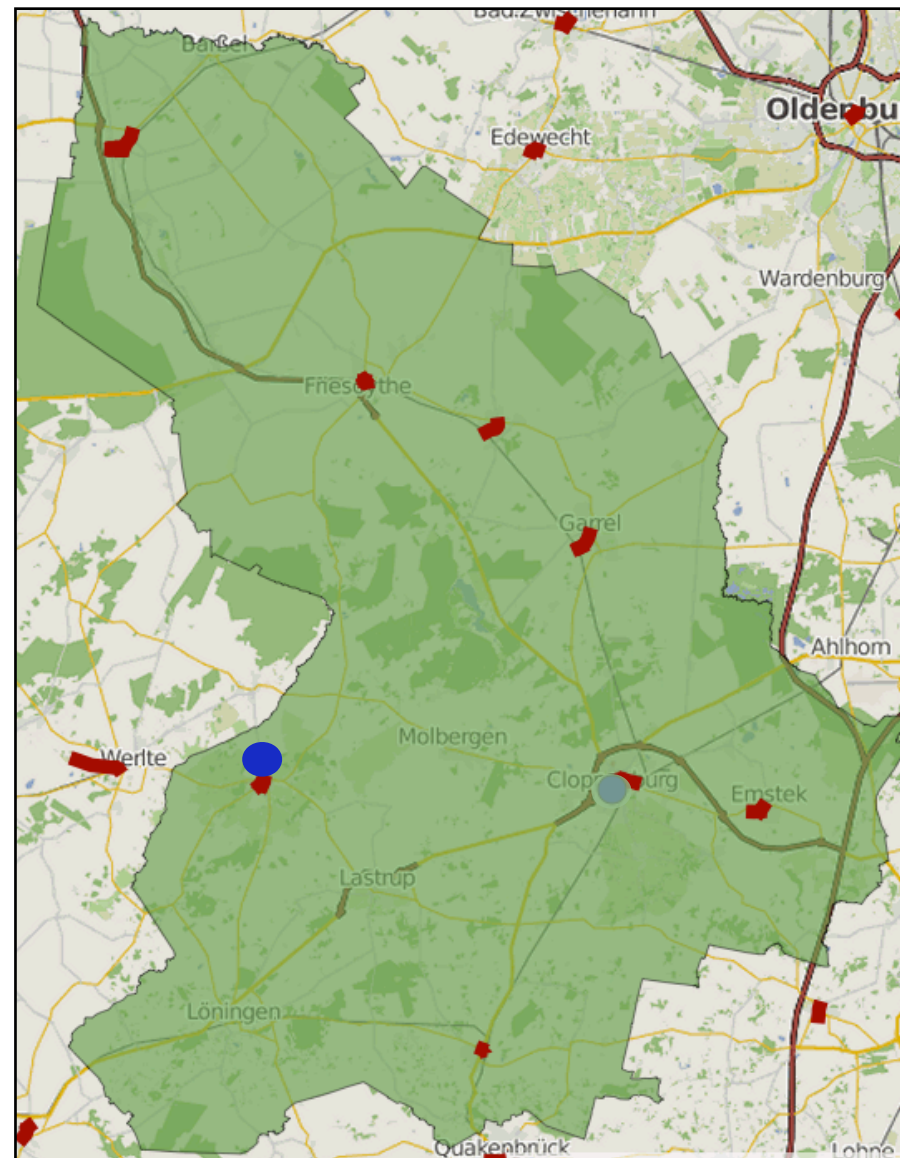 Bad.Zwischenahn
Barßel
Oldenbu
Edewecht
Wardenburg
Friesoythe
Garrel
Ahlhorn
Molbergen
Werlte
Cloppenburg
Emstek
Lastrup
Löningen
Quakenbrück
Lohne